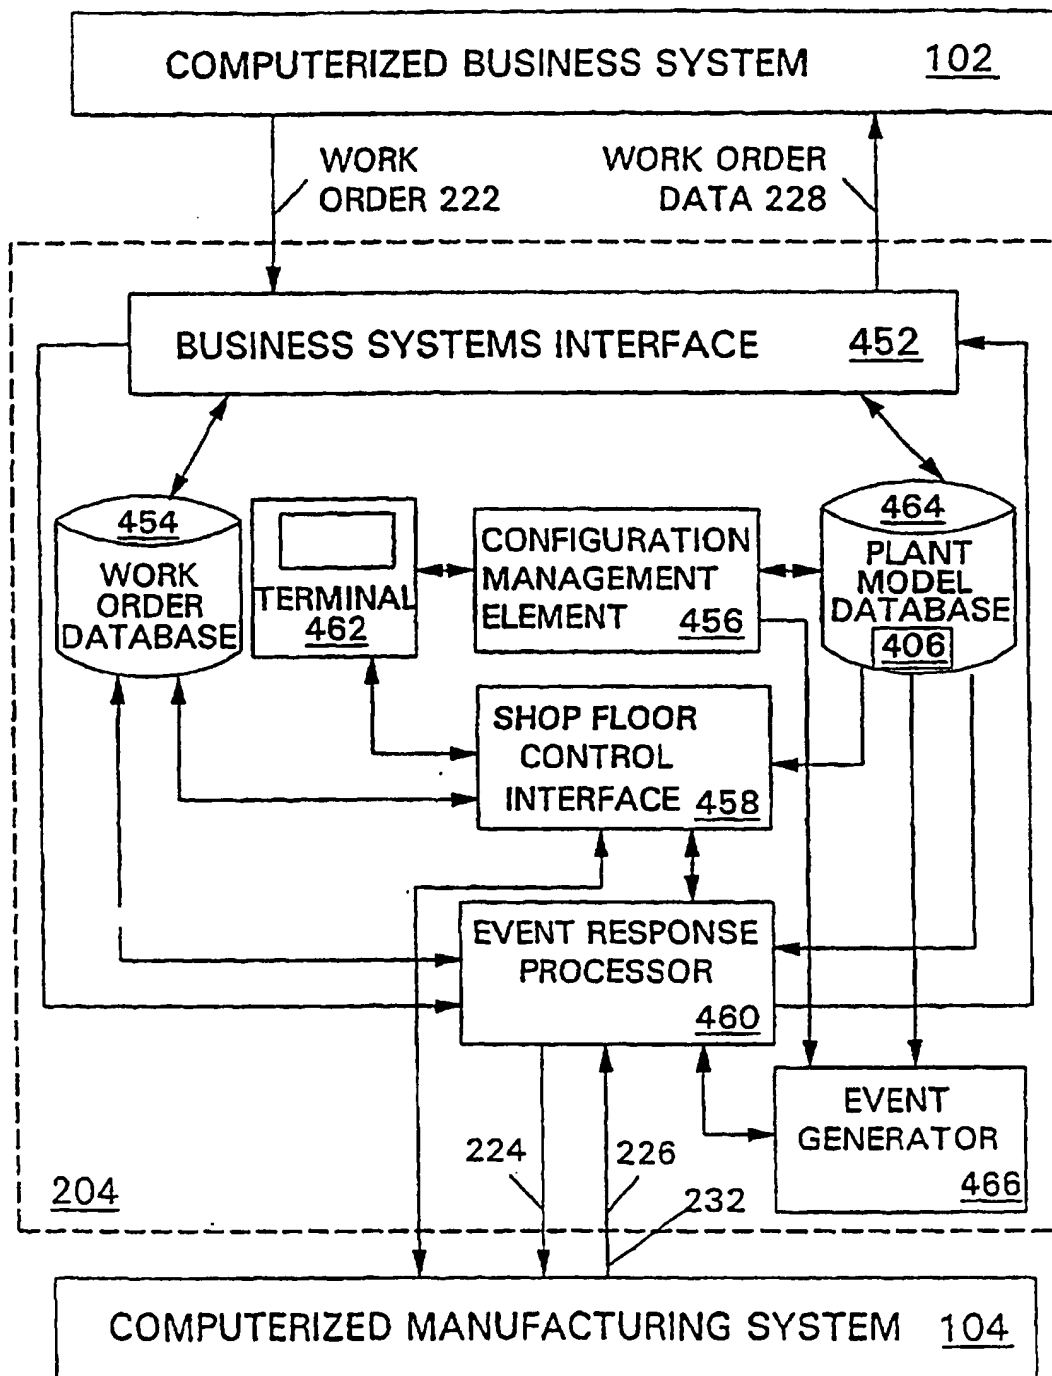 COMPUTERIZED BUSINESS SYSTEM 102
WORK
ORDER 222
WORK ORDER
DATA 228
BUSINESS SYSTEMS INTERFACE 452
454
WORK
ORDER
DATABASE
TERMINAL
462
CONFIGURATION
MANAGEMENT
ELEMENT 456
464
PLANT
MODEL
DATABASE
406
SHOP FLOOR
CONTROL
INTERFACE 458
EVENT RESPONSE
PROCESSOR
460
EVENT
GENERATOR
466
224
226
232
204
COMPUTERIZED MANUFACTURING SYSTEM 104